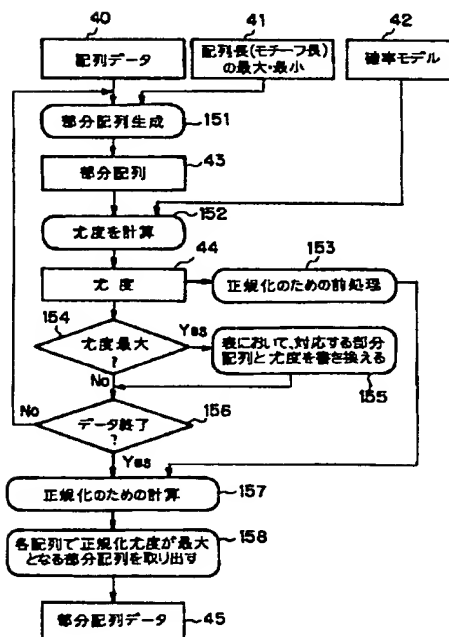 40
41
42
配列データ
配列長(モチーフ長)
の最大・最小
確率モデル
部分配列生成
151
部分配列
43
152
尤度を計算
44
153
尤度
正規化のための前処理
154
尤度最大
?
Yes
表において、対応する部分
配列と尤度を書き換える
No
155
No
156
データ終了
?
Yes
正規化のための計算
157
158
各配列で正規化尤度が最大
となる部分配列を取り出す
部分配列データ
45